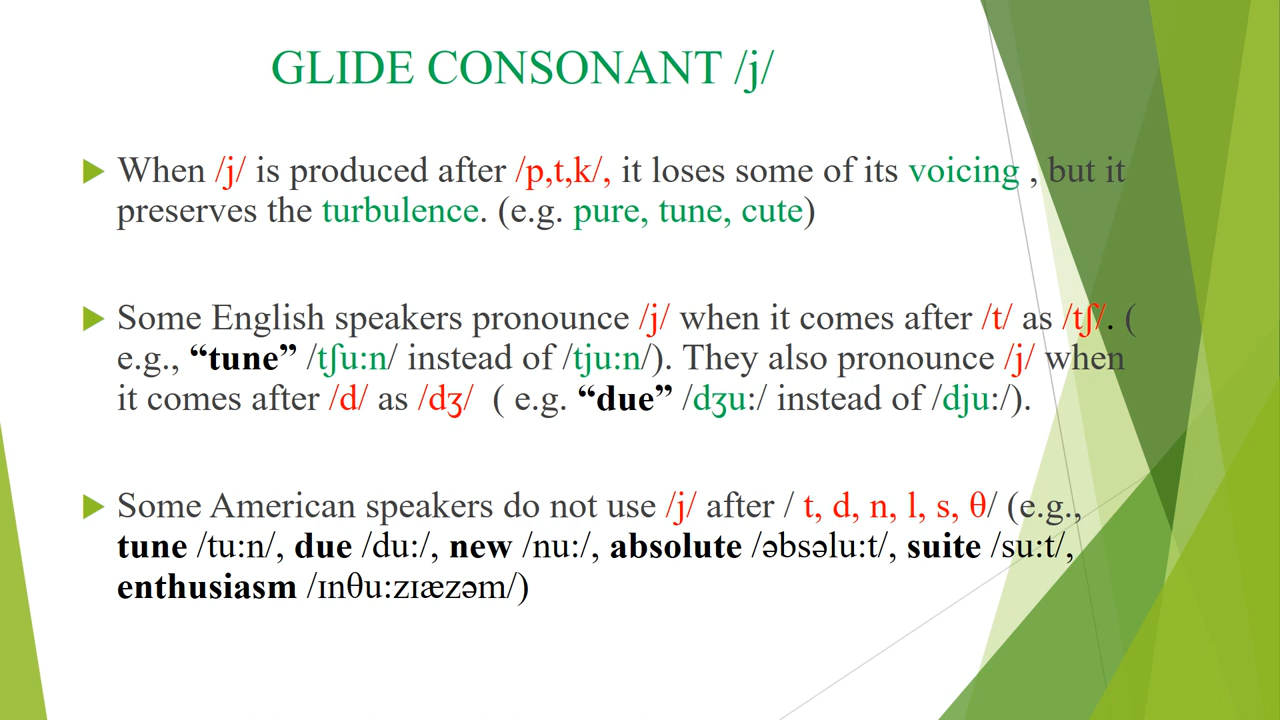 GLIDE CONSONANT /j/
When /j/ is produced after /p,t,k/, it loses some of its voicing , but it
preserves the turbulence. (e.g. pure, tune, cute)
Some English speakers pronounce /j/ when it comes after /t/ as /tʃ/. (
e.g., “tune” /tʃu:n/ instead of /tju:n/). They also pronounce /j/ when
it comes after /d/ as /dʒ/ ( e.g. “due” /dʒu:/ instead of /dju:/).
Some American speakers do not use /j/ after / t, d, n, l, s, θ/ (e.g.,
tune /tu:n/, due /du:/, new /nu:/, absolute /əbsəlu:t/, suite /su:t/,
enthusiasm /ɪnθu:zɪæzəm/)